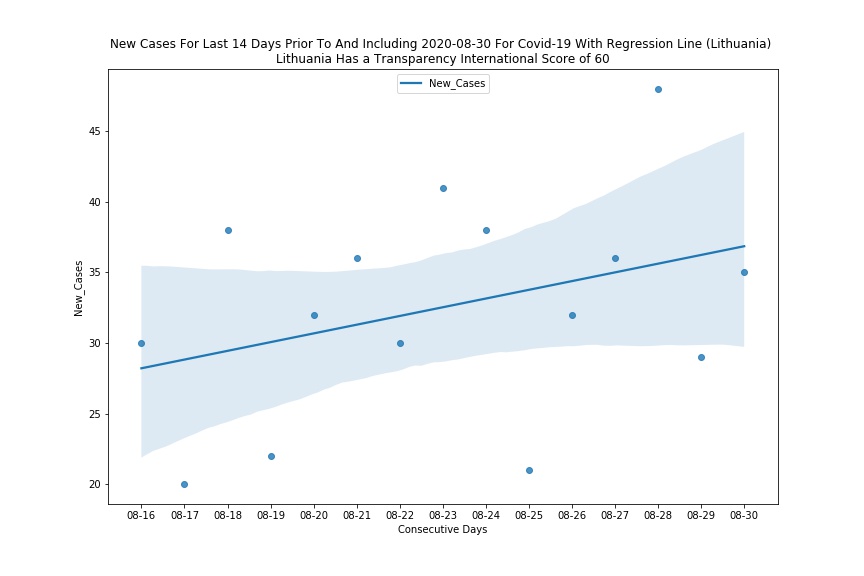 New Cases For Last 14 Days Prior To And Including 2020-08-30 For Covid-19 With Regression Line (Lithuania)
Lithuania Has a Transparency International Score of 60
New_Cases
45
40
35
30
25
20
New_Cases
08-16 08-17 08-18 08-19 08-20 08-21 08-22 08-23 08-24 08-25 08-26 08-27 08-28 08-29 08-30
Consecutive Days